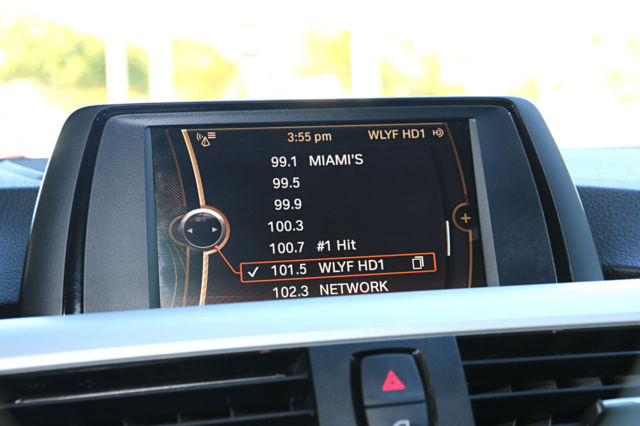 3:55 pm WLYF HD1
99.1 MIAMI'S
99.5
99.9
100.3
100.7 #1 Hit
101.5 WLYF HD1
102.3 NETWORK